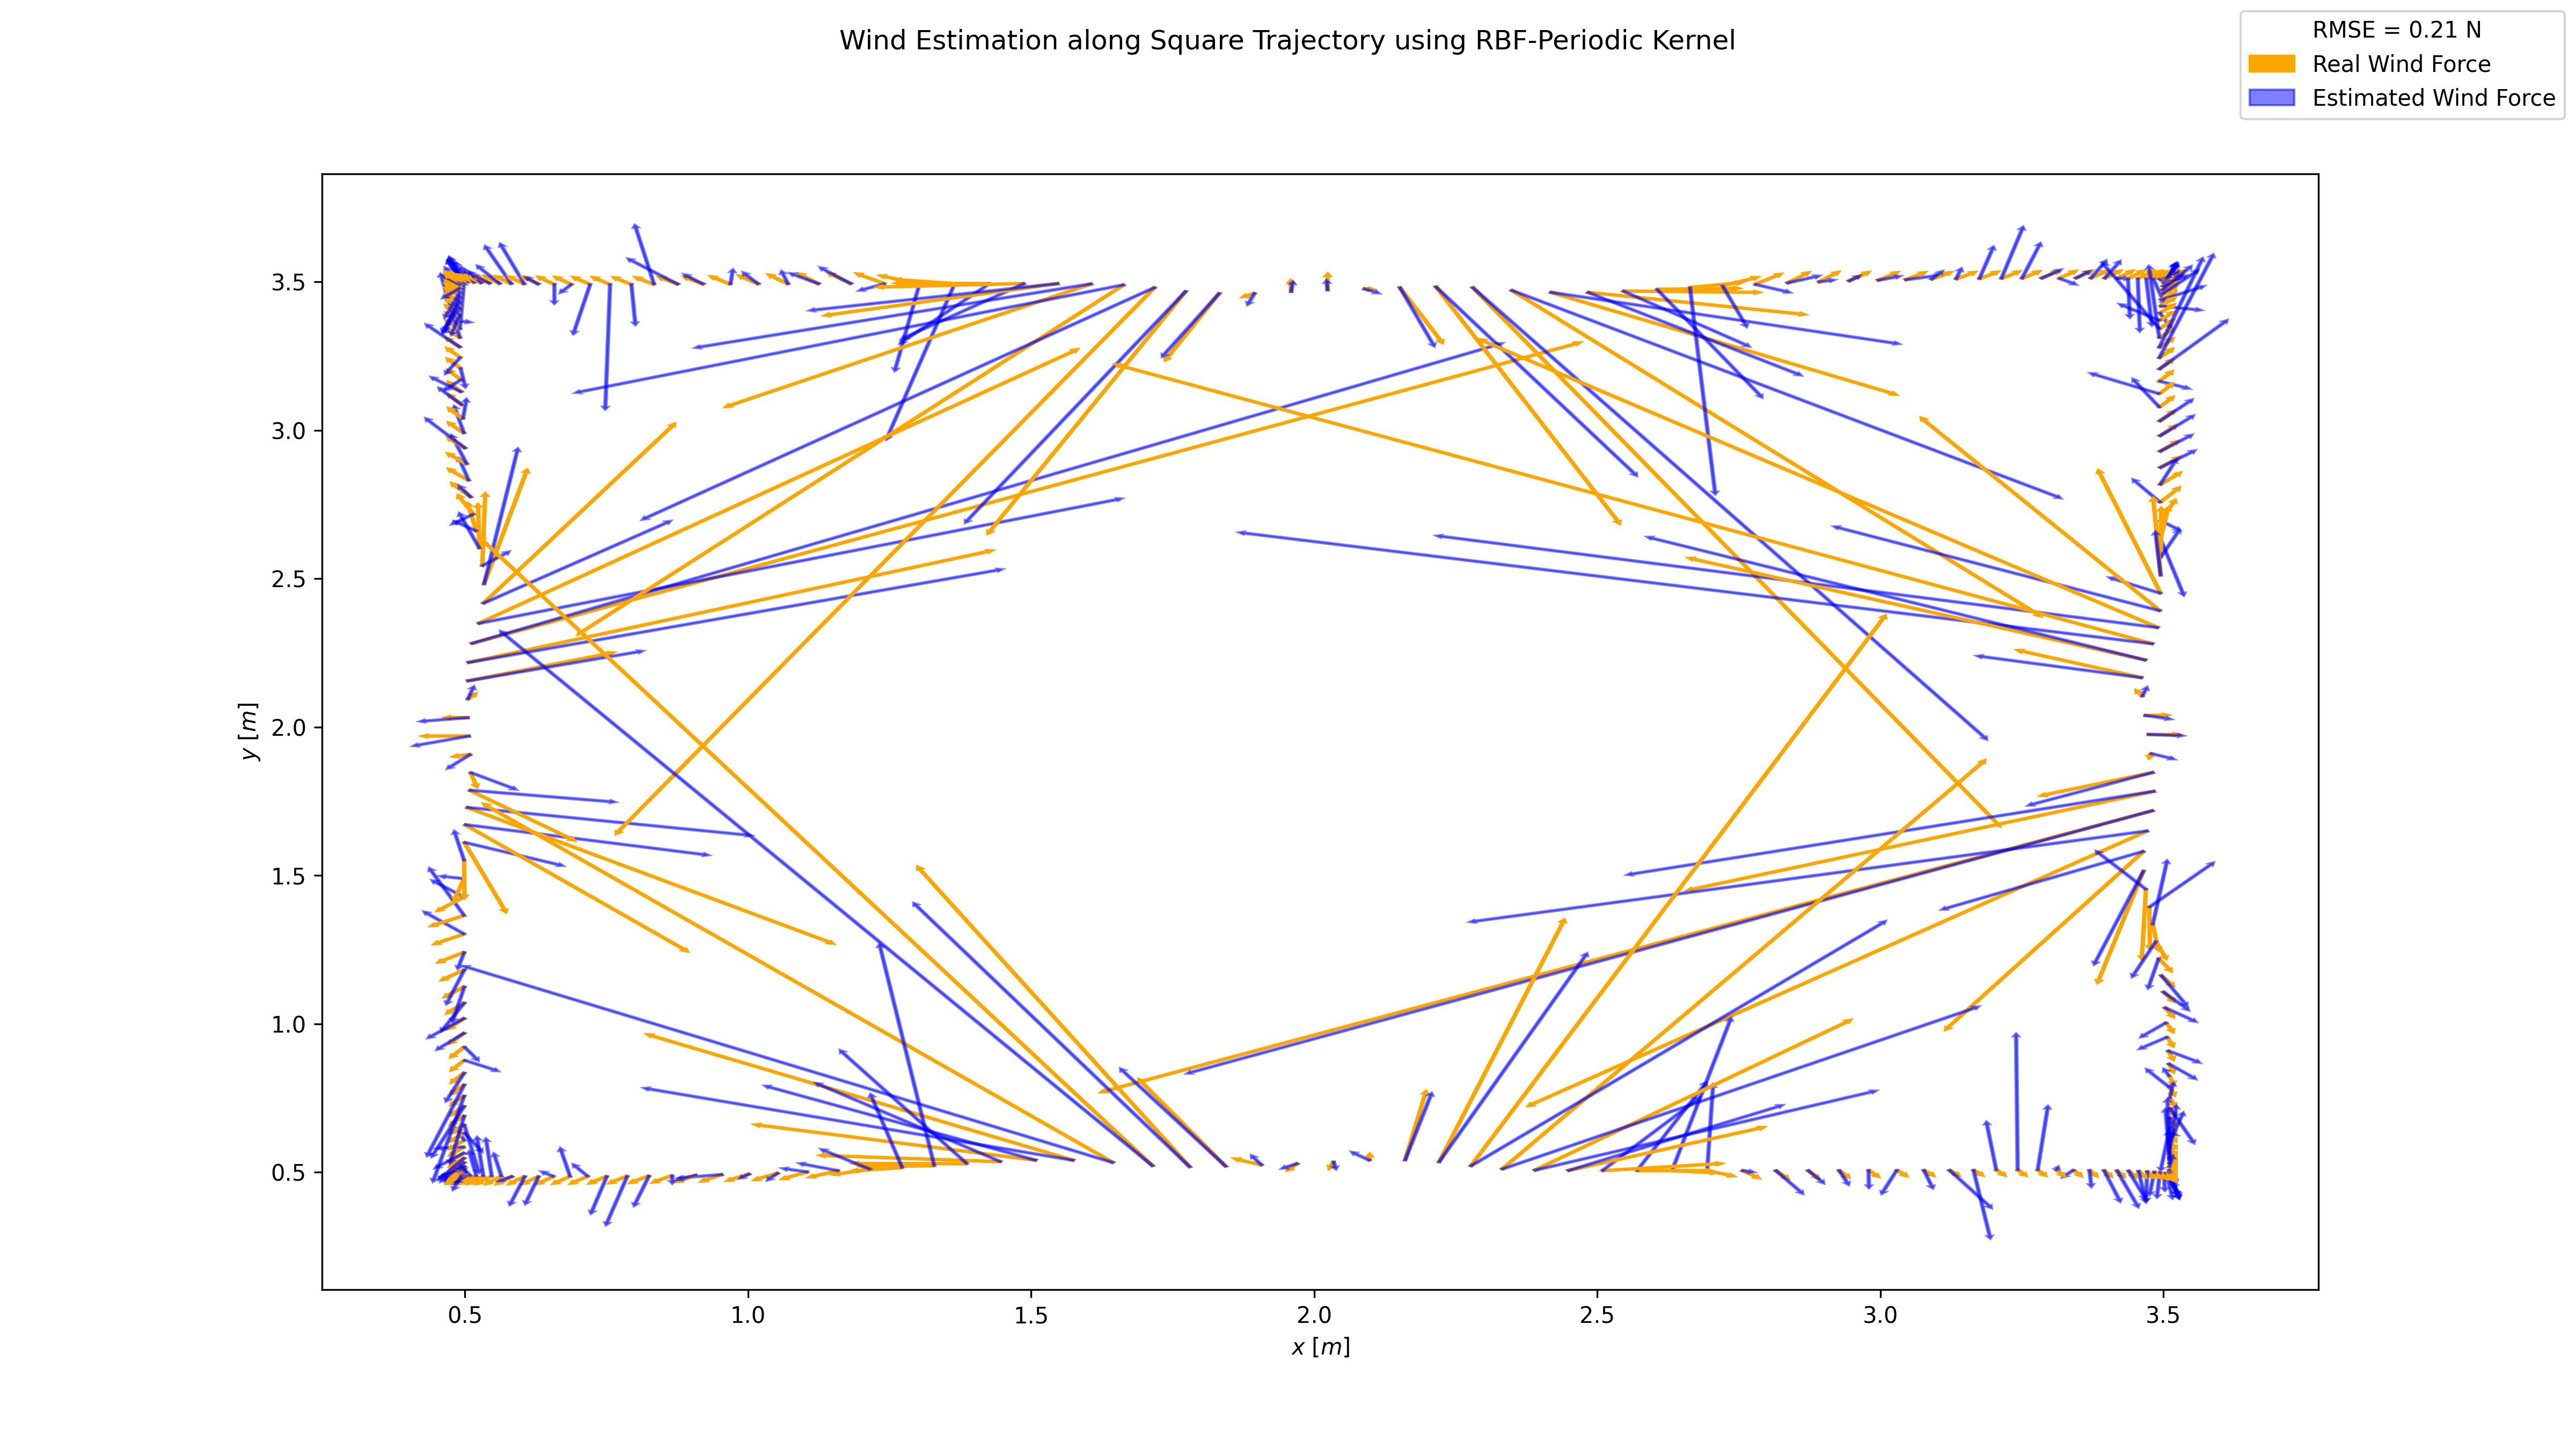 Wind Estimation along Square Trajectory using RBF-Periodic Kernel
RMSE = 0.21 N
Real Wind Force
Estimated Wind Force
3.5
3.0
2.5
2.0
1.5
1.0
0.5
y [m]
0.5 1.0 1.5 2.0 2.5 3.0 3.5
x [m]